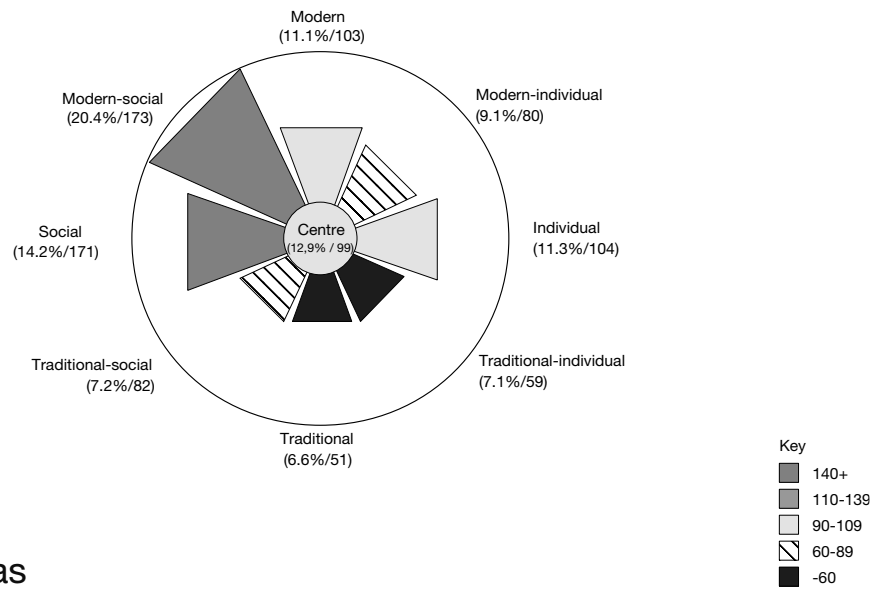 Modern
(11.1%/103)
Modern-social
(20.4%/173)
Modern-individual
(9.1%/80)
Social
(14.2%/171)
Centre
(12,9% / 99)
Individual
(11.3%/104)
Traditional-social
(7.2%/82)
Traditional-individual
(7.1%/59)
Traditional
(6.6%/51)
Key
140+
110-139
90-109
60-89
-60
as